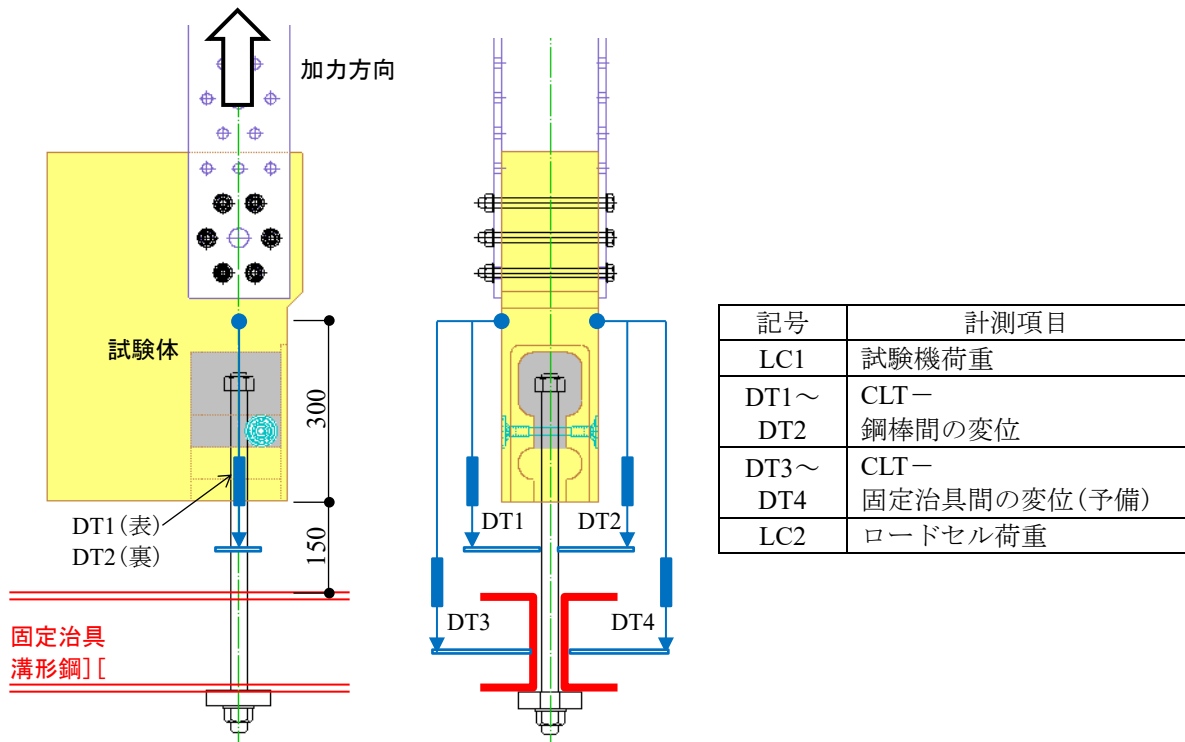 加力方向
試験体
300
150
DT1(表)
DT2(裏)
固定治具
溝形鋼][
DT1
DT2
DT3
DT4
記号 計測項目
LC1 試験機荷重
DT1～ CLT－
DT2 鋼棒間の変位
DT3～ CLT－
DT4 固定治具間の変位(予備)
LC2 ロードセル荷重